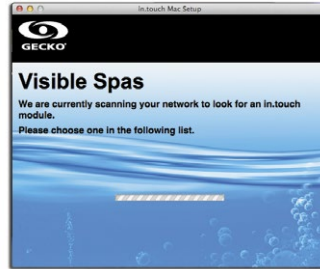 in.touch Mac Setup
GECKO
Visible Spas
We are currently scanning your network to look for an in.touch
module.
Please choose one in the following list.